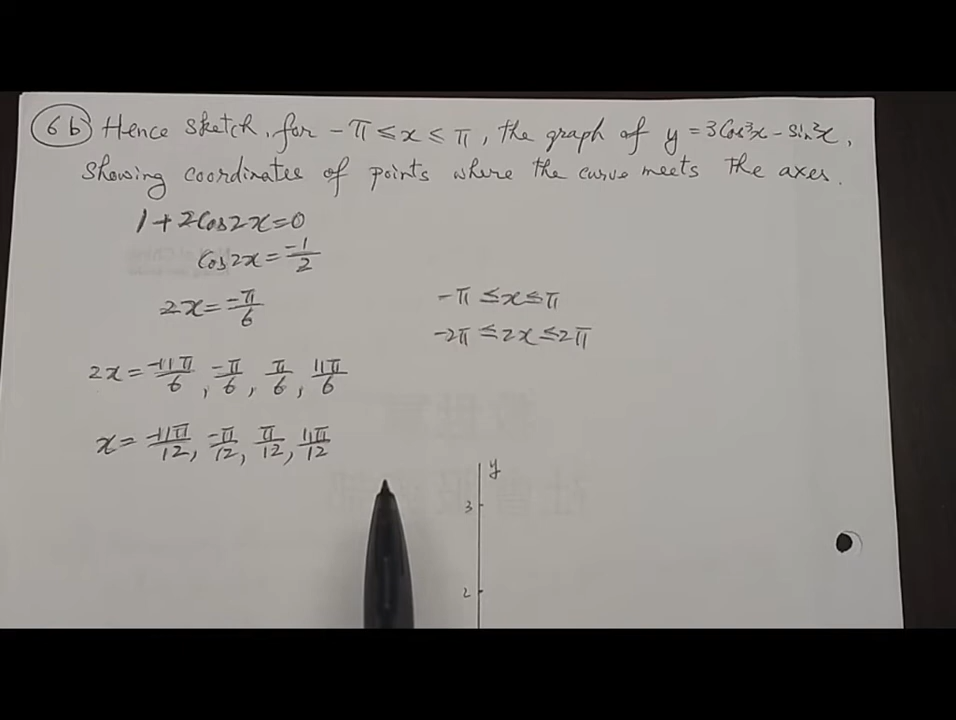 6b Hence sketch, for -π ≤ x ≤ π, the graph of y = 3cos²x - sin²x,
showing coordinates of points where the curve meets the axes.
1 + 2cos2x = 0
cos2x = -1/2
2x = -π/6
-π ≤ x ≤ π
-2π ≤ 2x ≤ 2π
2x = -11π/6, -π/6, π/6, 11π/6
x = -11π/12, -π/12, π/12, 11π/12
y
3
2